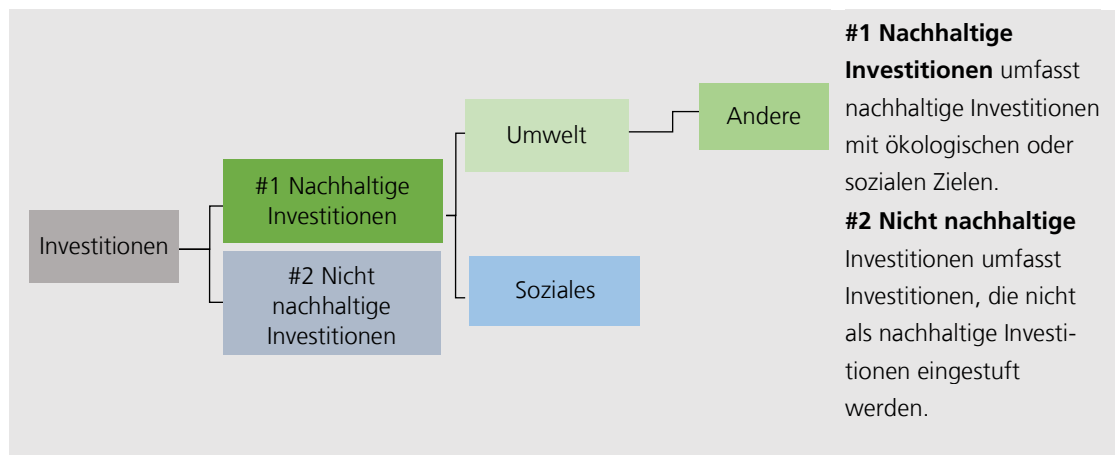 Investitionen
#1 Nachhaltige
Investitionen
#2 Nicht
nachhaltige
Investitionen
Umwelt
Soziales
Andere
#1 Nachhaltige
Investitionen umfasst
nachhaltige Investitionen
mit ökologischen oder
sozialen Zielen.
#2 Nicht nachhaltige
Investitionen umfasst
Investitionen, die nicht
als nachhaltige Investi-
tionen eingestuft
werden.